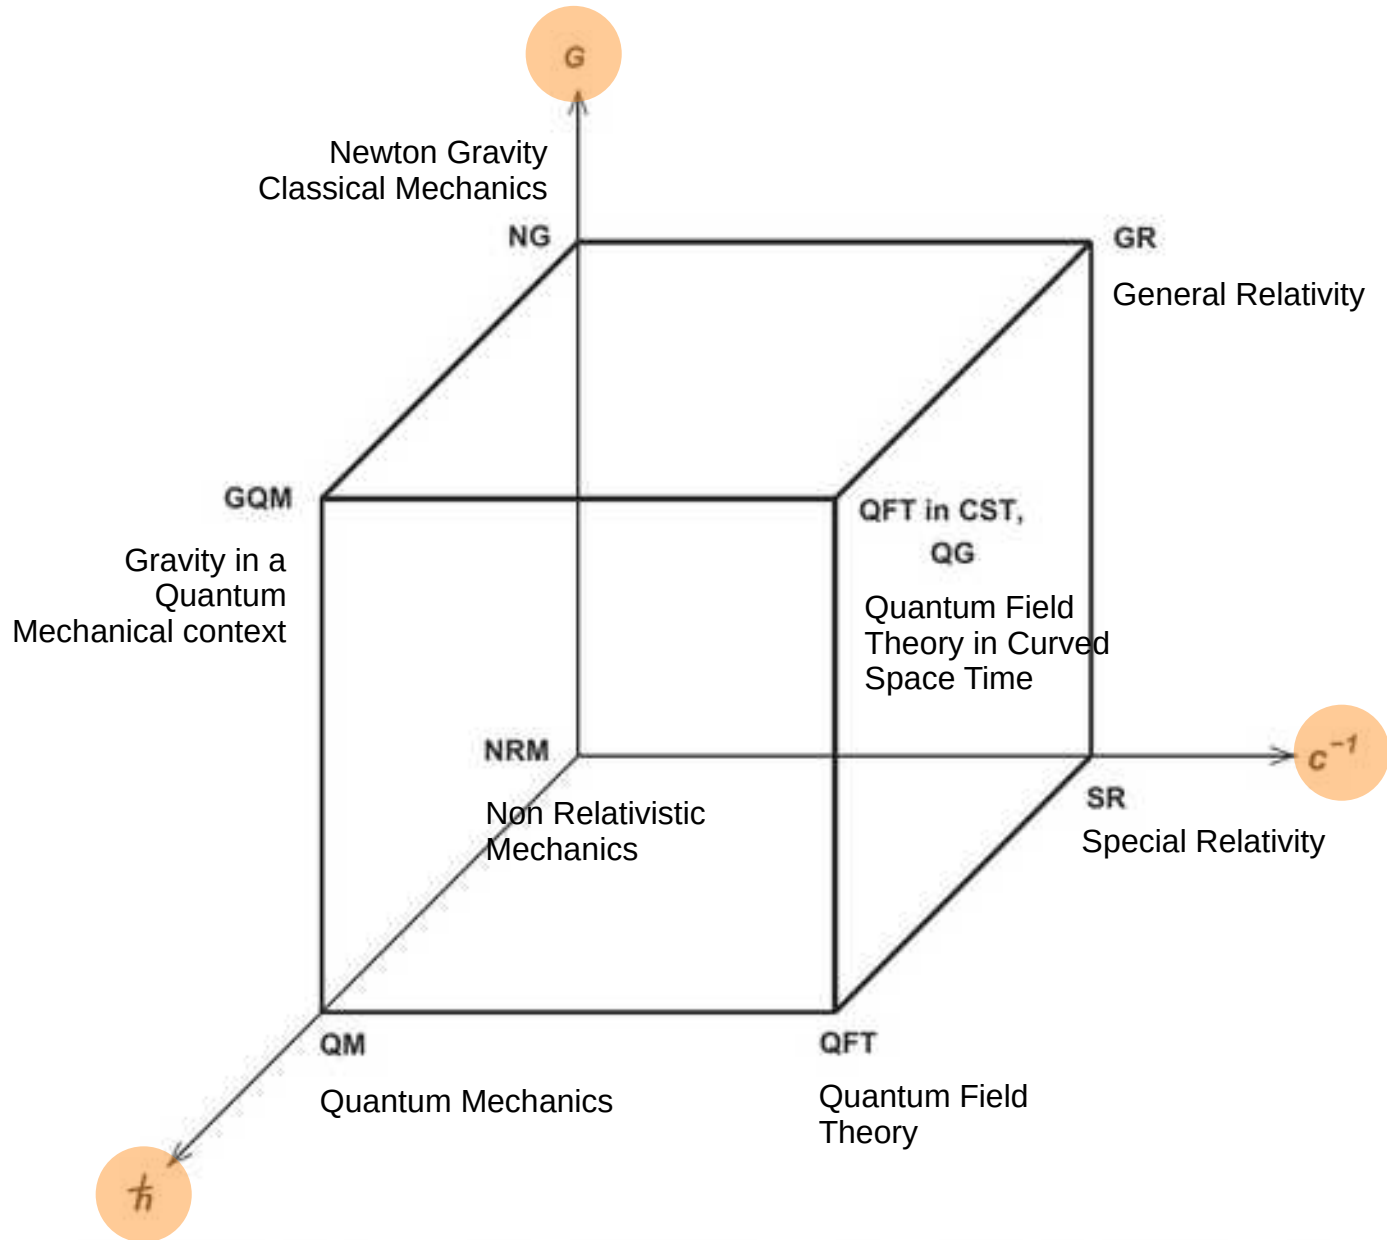 G
Newton Gravity
Classical Mechanics
NG
GR
General Relativity
GQM
QFT in CST,
QG
Gravity in a
Quantum
Mechanical context
Quantum Field
Theory in Curved
Space Time
NRM
c⁻¹
Non Relativistic
Mechanics
SR
Special Relativity
QM
QFT
Quantum Mechanics
Quantum Field
Theory
ħ